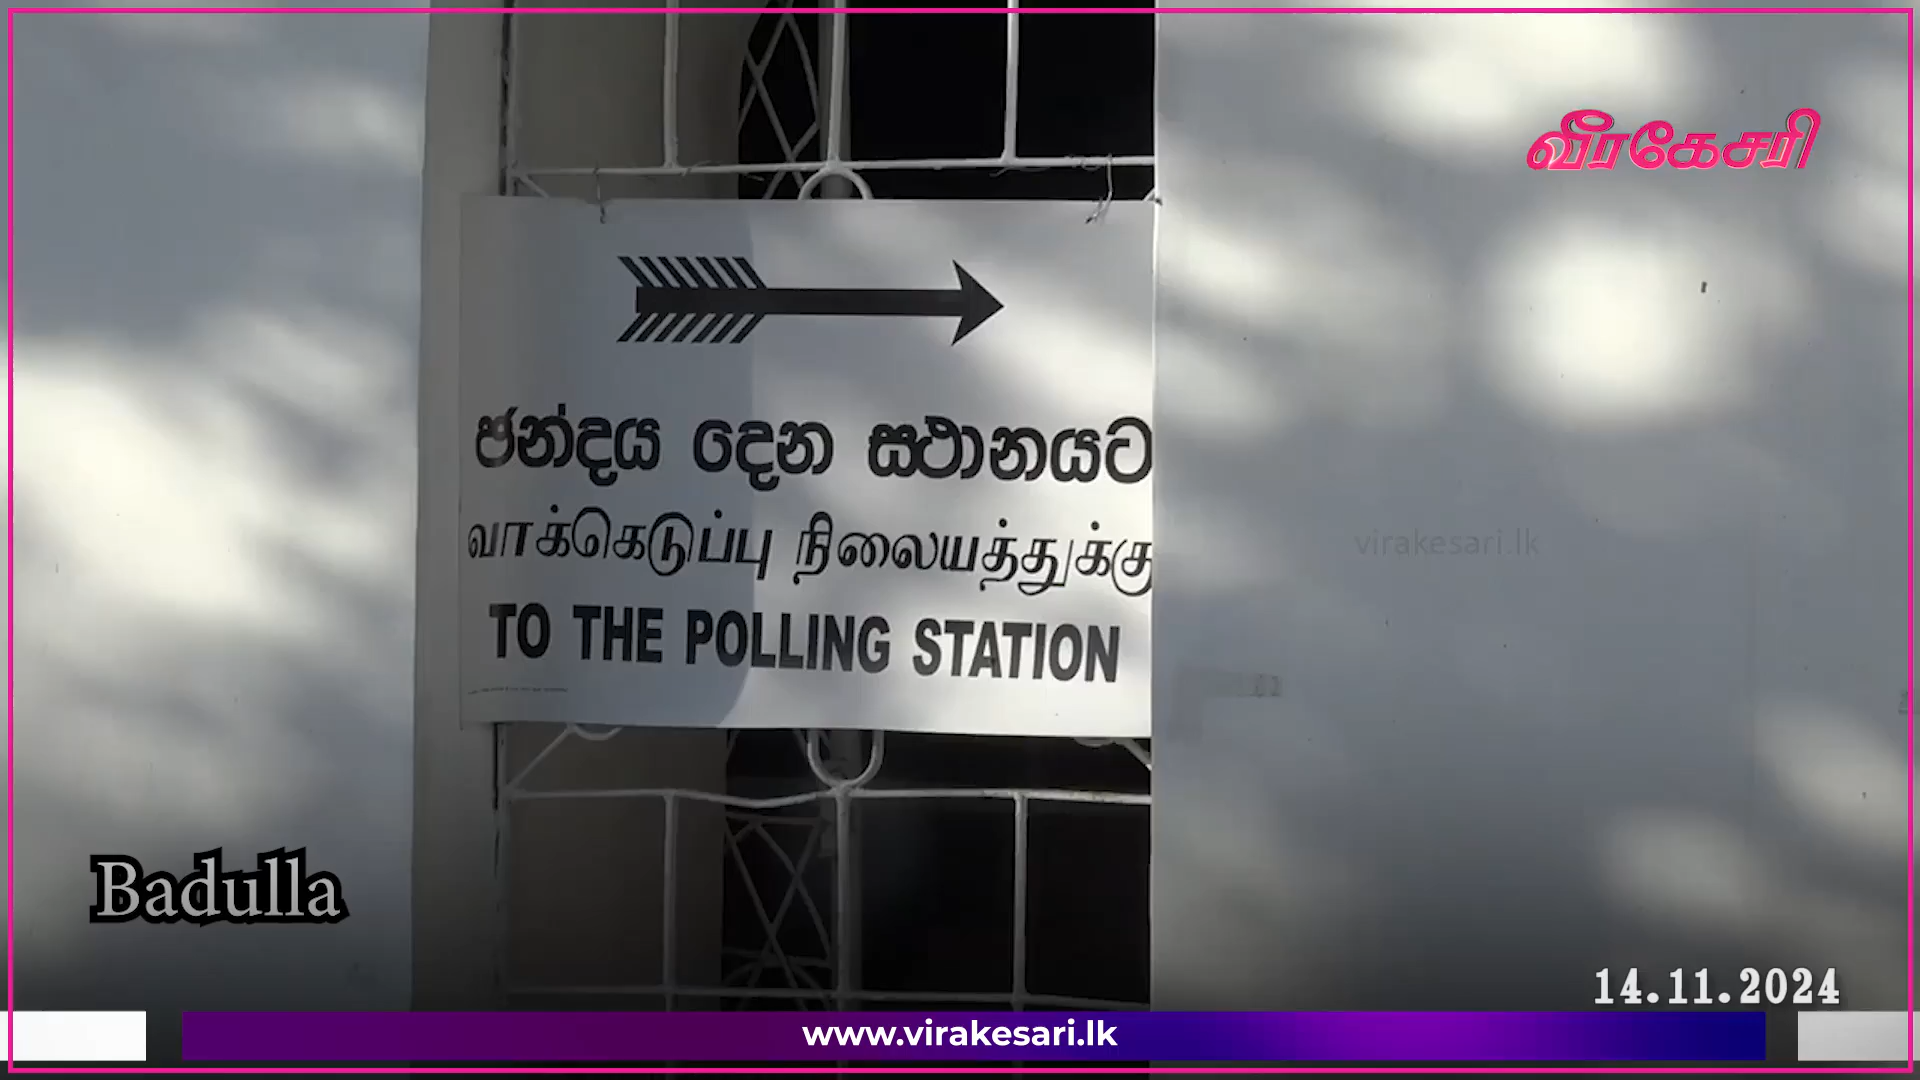 வீரகேசரி
ඡන්දය දෙන ස්ථානයට
வாக்கெடுப்பு நிலையத்துக்கு
virakesari.lk
TO THE POLLING STATION
Badulla
14.11.2024
www.virakesari.lk